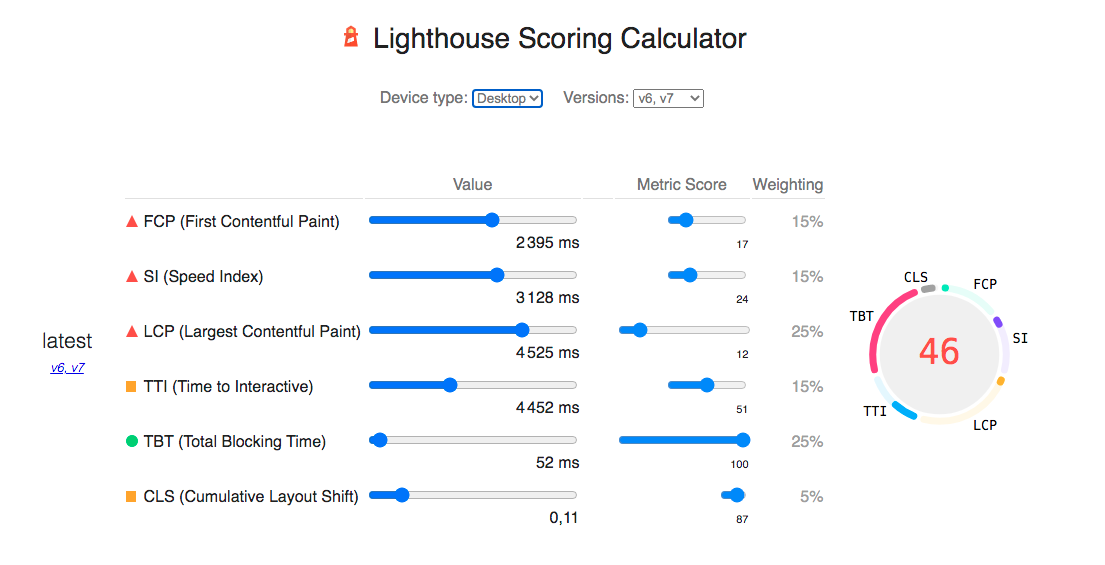 Lighthouse Scoring Calculator
Device type: Desktop Versions: v6, v7
Value Metric Score Weighting
FCP (First Contentful Paint) 15%
2 395 ms 17
SI (Speed Index) 15%
3 128 ms 24
LCP (Largest Contentful Paint) 25%
4 525 ms 12
TTI (Time to Interactive) 15%
4 452 ms 51
TBT (Total Blocking Time) 25%
52 ms 100
CLS (Cumulative Layout Shift) 5%
0,11 87
latest
v6, v7
CLS
FCP
TBT
SI
46
TTI
LCP